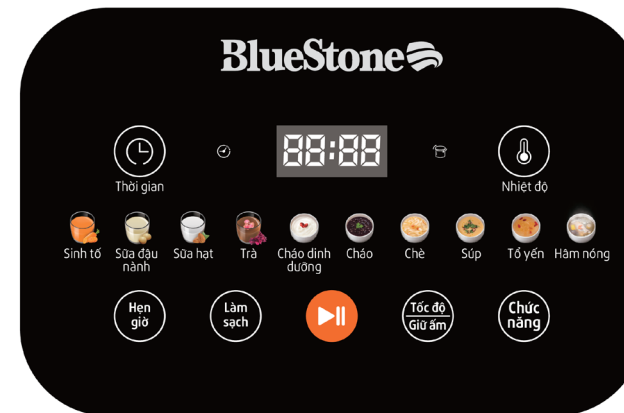 BlueStone
88:88
Thời gian
Nhiệt độ
Sinh tố
Sữa đậu
nành
Sữa hạt
Trà
Cháo dinh
dưỡng
Cháo
Chè
Súp
Tổ yến
Hâm nóng
Hẹn
giờ
Làm
sạch
Tốc độ
Giữ ấm
Chức
năng